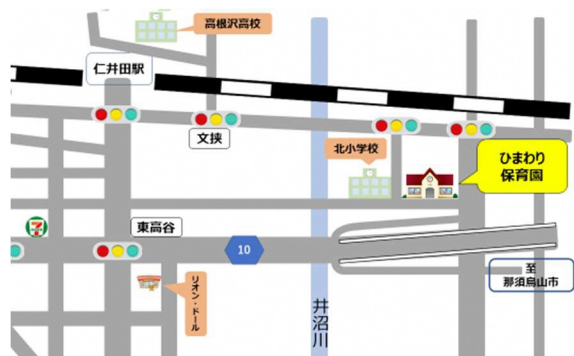 高根沢高校
仁井田駅
文挟
北小学校
ひまわり
保育園
7
ELEVEN
東高谷
10
至
那須烏山市
リオン・ドール
井沼川